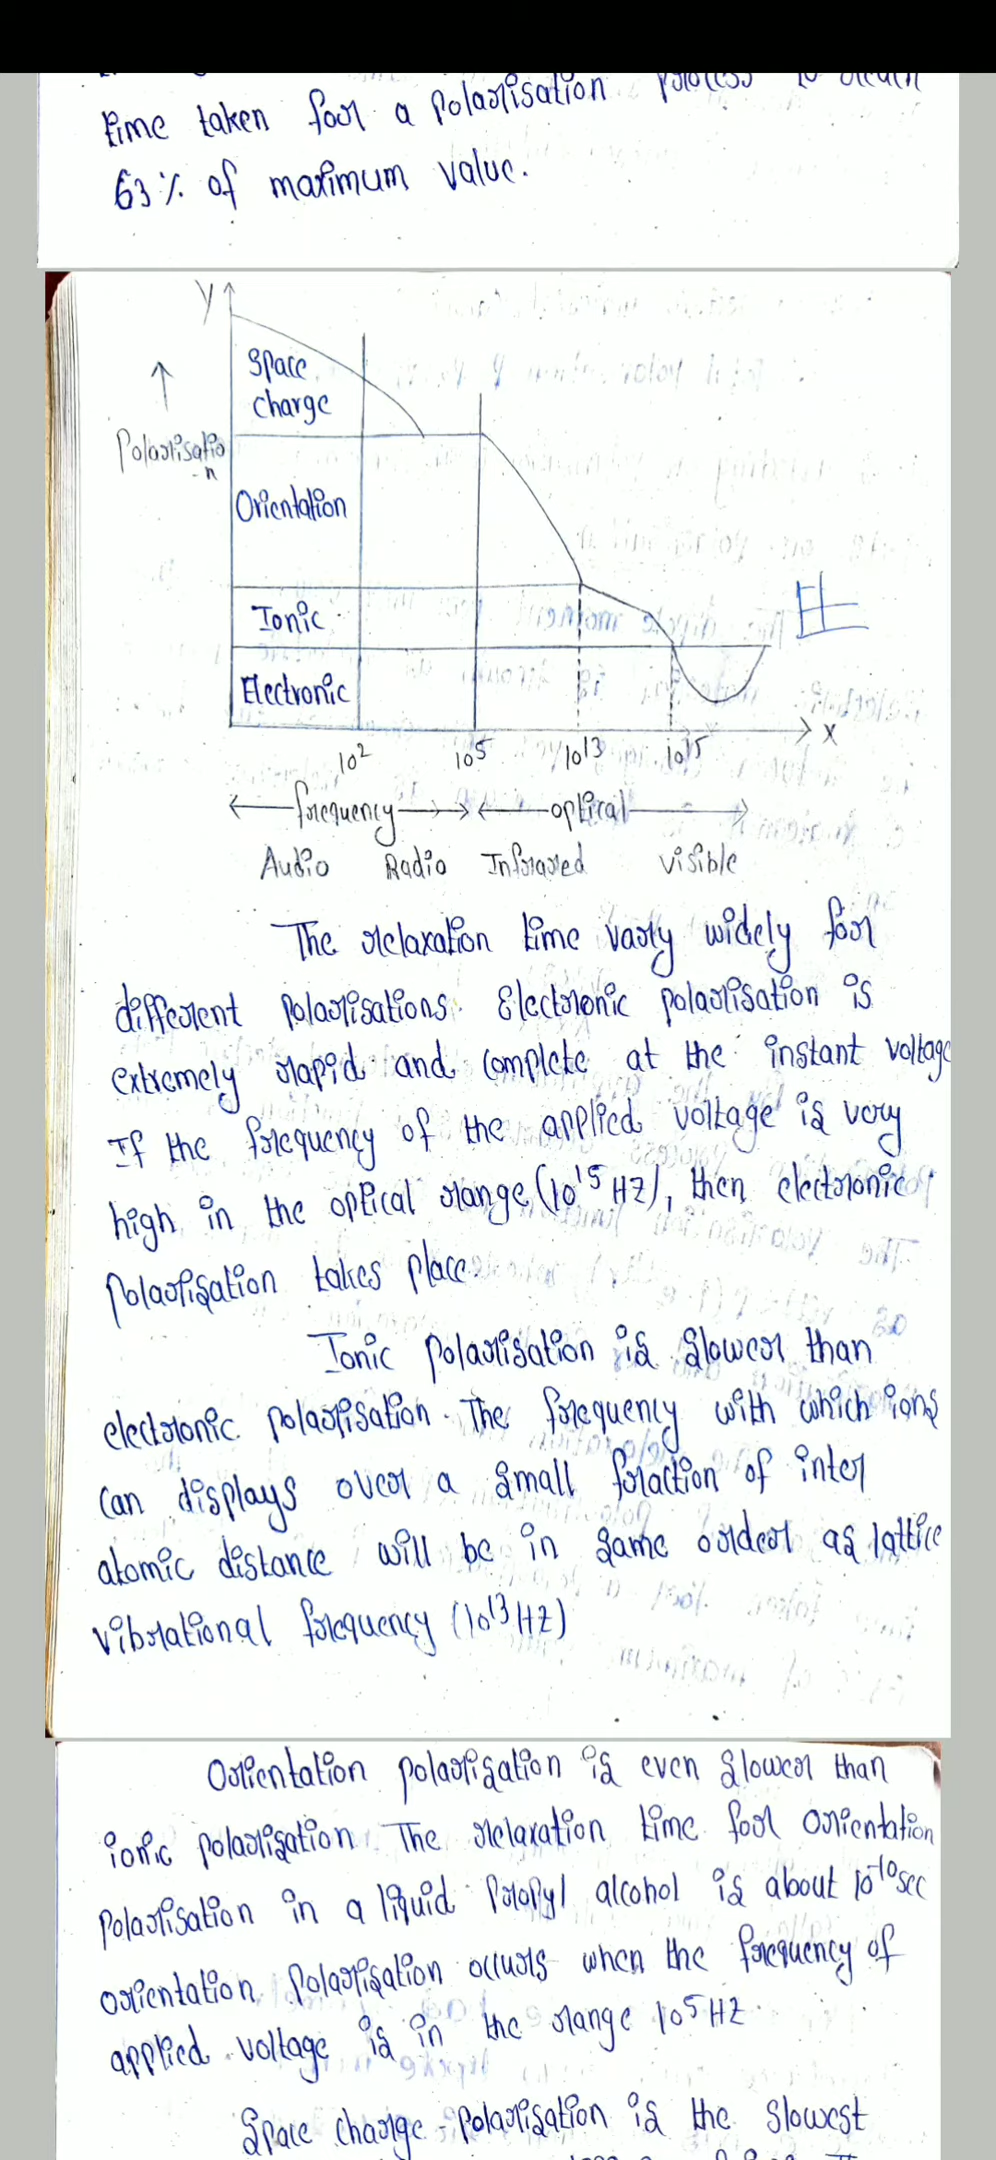 time taken for a polarisation process to
63% of maximum value.
Y
Space
charge
Polarisatio
-n
Orientation
Ionic
Electronic
10² 10⁵ 10¹³ 10¹⁵ X
frequency optical
Audio Radio Infrared visible
The relaxation time vary widely for
different polarisations. Electronic polarisation is
extremely rapid and complete at the instant voltage
If the frequency of the applied voltage is very
high in the optical range (10¹⁵ HZ), then electronic
polarisation takes place.
Ionic polarisation is slower than
electronic polarisation. The frequency with which ions
can displays over a small fraction of inter
atomic distance will be in same order as lattice
vibrational frequency (10¹³ HZ)
Orientation polarisation is even slower than
ionic polarisation. The relaxation time for orientation
polarisation in a liquid propyl alcohol is about 10⁻¹⁰ sec
orientation polarisation occurs when the frequency of
applied voltage is in the range 10⁵ HZ
Space charge polarisation is the slowest